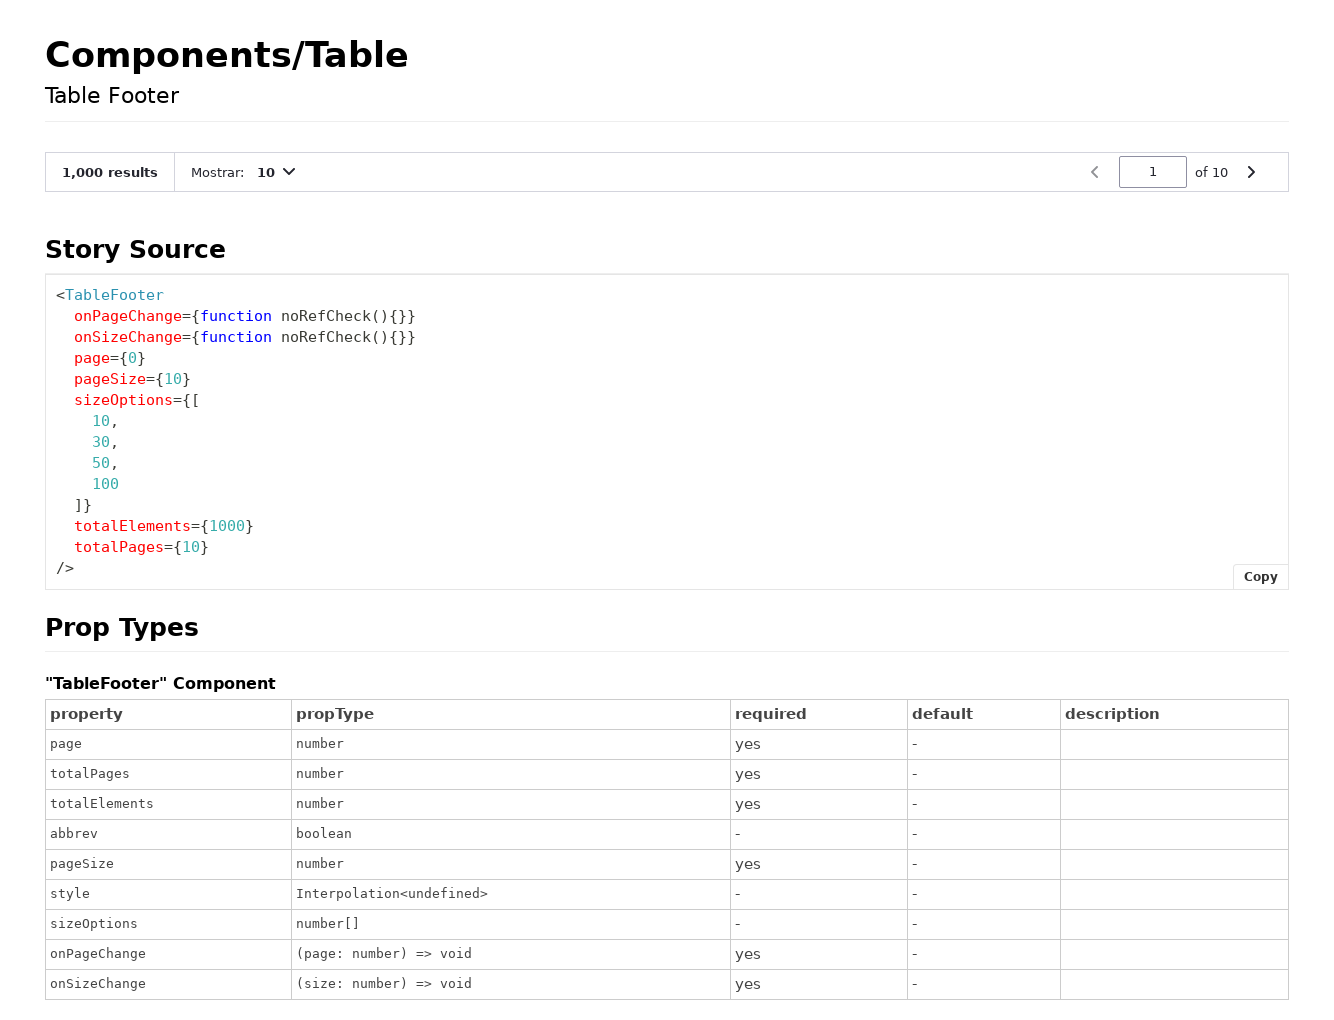 Components/Table
Table Footer
1,000 results Mostrar: 10 1 of 10
Story Source
<TableFooter
  onPageChange={function noRefCheck(){}}
  onSizeChange={function noRefCheck(){}}
  page={0}
  pageSize={10}
  sizeOptions={[
    10,
    30,
    50,
    100
  ]}
  totalElements={1000}
  totalPages={10}
/>
Copy
Prop Types
"TableFooter" Component
property propType required default description
page number yes -
totalPages number yes -
totalElements number yes -
abbrev boolean - -
pageSize number yes -
style Interpolation<undefined> - -
sizeOptions number[] - -
onPageChange (page: number) => void yes -
onSizeChange (size: number) => void yes -